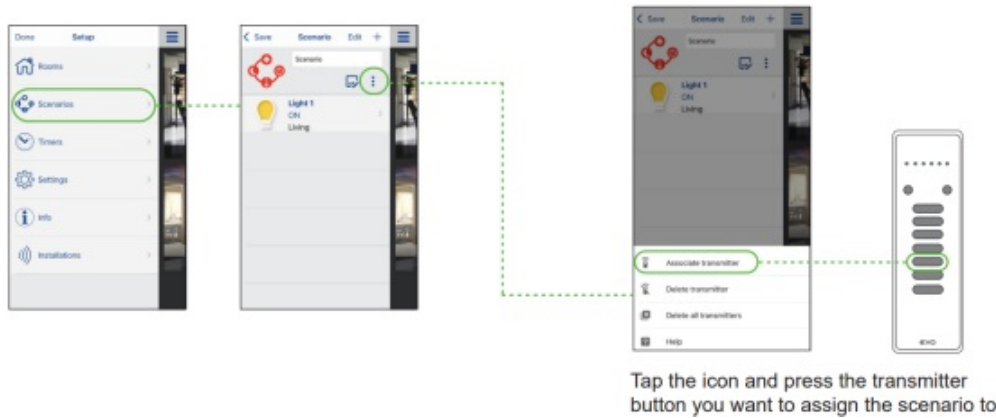 Done Setup
Rooms
Scenarios
Timers
Settings
Info
Installations
Save Scenario Edit +
Scenario
Light 1
ON
Living
Save Scenario Edit +
Scenario
Light 1
ON
Living
Associate transmitter
Delete transmitter
Delete all transmitters
Help
evo
Tap the icon and press the transmitter
button you want to assign the scenario to